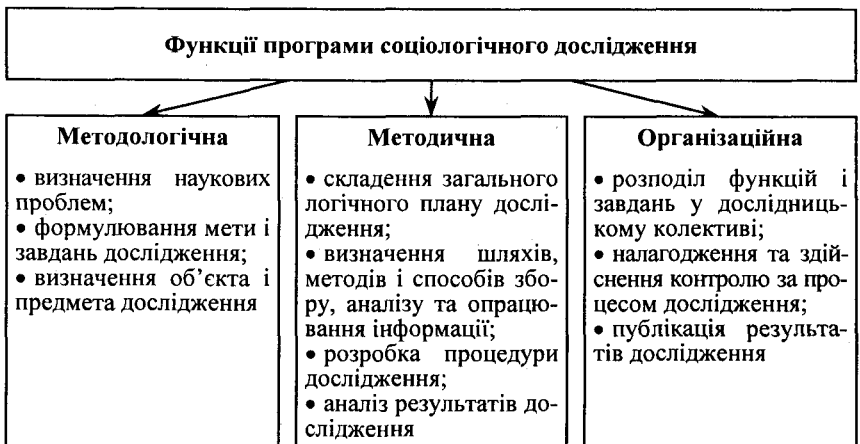 Функції програми соціологічного дослідження
Методологічна
• визначення наукових
проблем;
• формулювання мети і
завдань дослідження;
• визначення об’єкта і
предмета дослідження
Методична
• складення загального
логічного плану дослі-
дження;
• визначення шляхів,
методів і способів збо-
ру, аналізу та опрацю-
вання інформації;
• розробка процедури
дослідження;
• аналіз результатів до-
слідження
Організаційна
• розподіл функцій і
завдань у дослідниць-
кому колективі;
• налагодження та здій-
снення контролю за про-
цесом дослідження;
• публікація результа-
тів дослідження